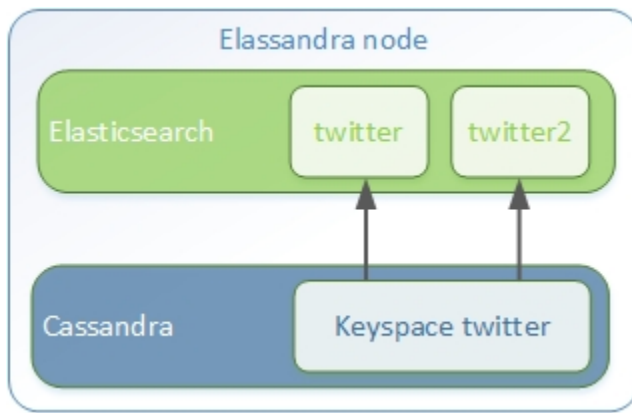 Elassandra node
Elasticsearch
twitter
twitter2
Cassandra
Keyspace twitter